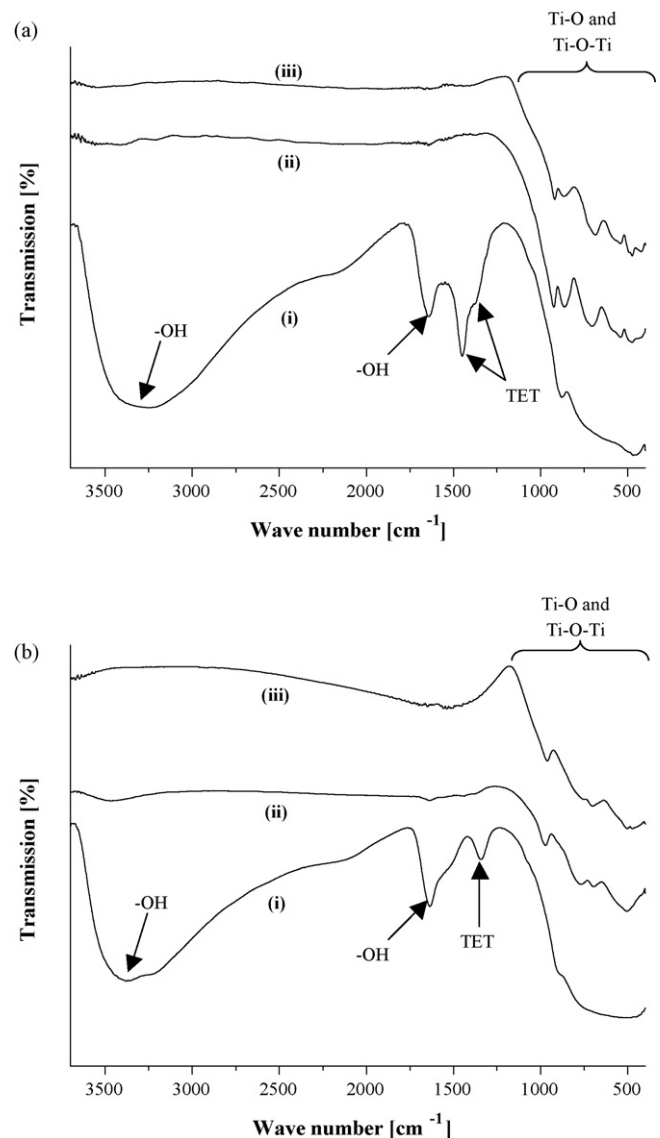 (a)
Ti-O and
Ti-O-Ti
(iii)
(ii)
(i)
-OH
-OH
TET
Transmission [%]
3500 3000 2500 2000 1500 1000 500
Wave number [cm -1]
(b)
Ti-O and
Ti-O-Ti
(iii)
(ii)
(i)
-OH
-OH
TET
Transmission [%]
3500 3000 2500 2000 1500 1000 500
Wave number [cm -1]